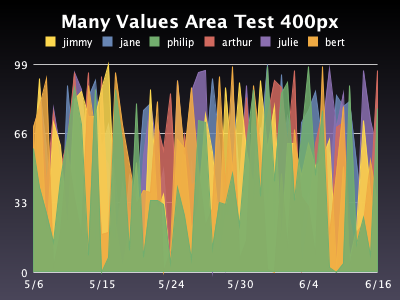 Many Values Area Test 400px
jimmy jane philip arthur julie bert
99
66
33
0
5/6 5/15 5/24 5/30 6/4 6/16